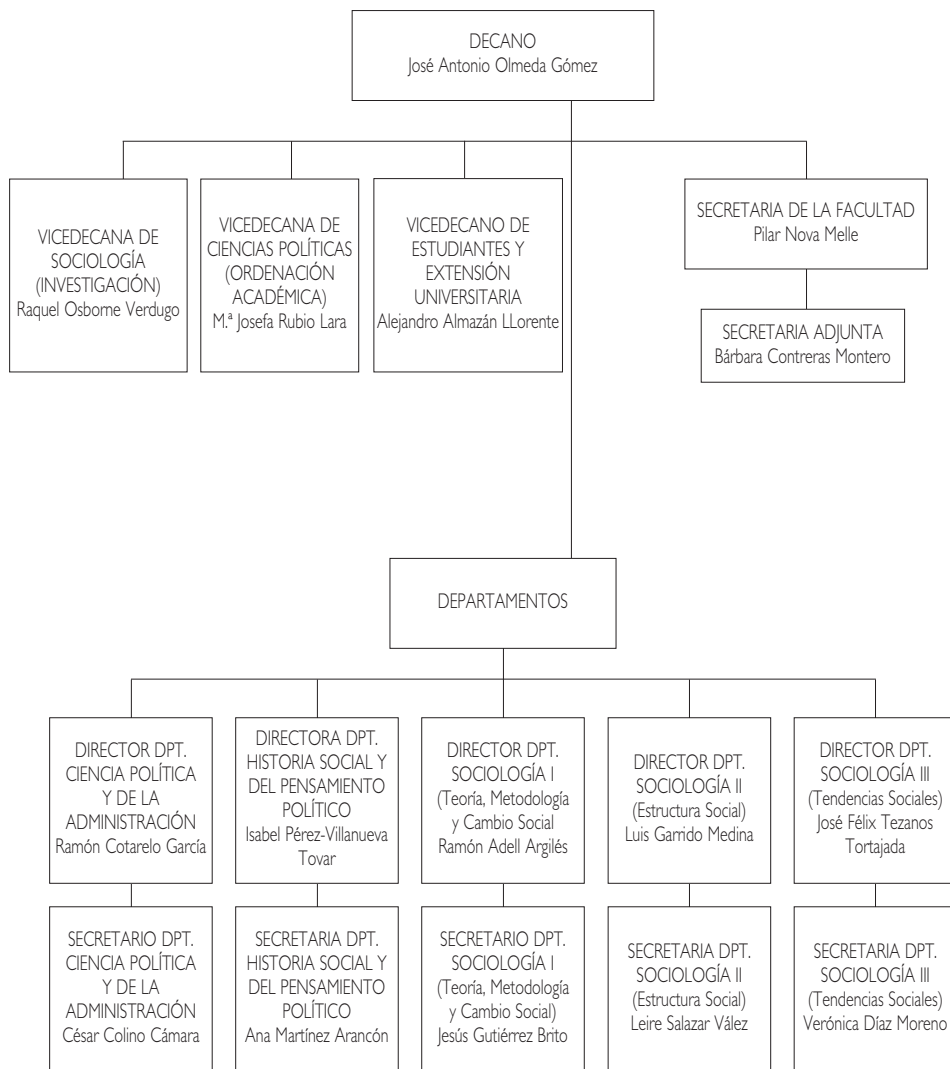 DECANO
José Antonio Olmeda Gómez
VICEDECANA DE
SOCIOLOGÍA
(INVESTIGACIÓN)
Raquel Osborne Verdugo
VICEDECANA DE
CIENCIAS POLÍTICAS
(ORDENACIÓN
ACADÉMICA)
M.ª Josefa Rubio Lara
VICEDECANO DE
ESTUDIANTES Y
EXTENSIÓN
UNIVERSITARIA
Alejandro Almazán LLorente
SECRETARIA DE LA FACULTAD
Pilar Nova Melle
SECRETARIA ADJUNTA
Bárbara Contreras Montero
DEPARTAMENTOS
DIRECTOR DPT.
CIENCIA POLÍTICA
Y DE LA
ADMINISTRACIÓN
Ramón Cotarelo García
DIRECTORA DPT.
HISTORIA SOCIAL Y
DEL PENSAMIENTO
POLÍTICO
Isabel Pérez-Villanueva
Tovar
DIRECTOR DPT.
SOCIOLOGÍA I
(Teoría, Metodología
y Cambio Social
Ramón Adell Argilés
DIRECTOR DPT.
SOCIOLOGÍA II
(Estructura Social)
Luis Garrido Medina
DIRECTOR DPT.
SOCIOLOGÍA III
(Tendencias Sociales)
José Félix Tezanos
Tortajada
SECRETARIO DPT.
CIENCIA POLÍTICA
Y DE LA
ADMINISTRACIÓN
César Colino Cámara
SECRETARIA DPT.
HISTORIA SOCIAL Y
DEL PENSAMIENTO
POLÍTICO
Ana Martínez Arancón
SECRETARIO DPT.
SOCIOLOGÍA I
(Teoría, Metodología
y Cambio Social)
Jesús Gutiérrez Brito
SECRETARIA DPT.
SOCIOLOGÍA II
(Estructura Social)
Leire Salazar Vález
SECRETARIA DPT.
SOCIOLOGÍA III
(Tendencias Sociales)
Verónica Díaz Moreno